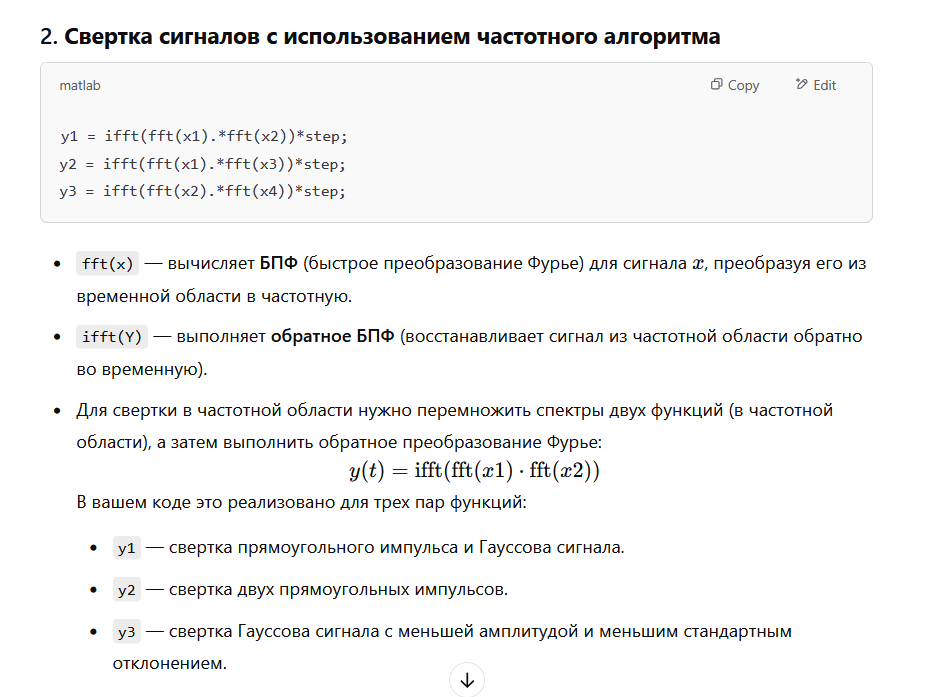 2. Свертка сигналов с использованием частотного алгоритма
matlab Copy Edit
y1 = ifft(fft(x1).*fft(x2))*step;
y2 = ifft(fft(x1).*fft(x3))*step;
y3 = ifft(fft(x2).*fft(x4))*step;
• fft(x) — вычисляет БПФ (быстрое преобразование Фурье) для сигнала x, преобразуя его из
временной области в частотную.
• ifft(Y) — выполняет обратное БПФ (восстанавливает сигнал из частотной области обратно
во временную).
• Для свертки в частотной области нужно перемножить спектры двух функций (в частотной
области), а затем выполнить обратное преобразование Фурье:
y(t) = ifft(fft(x1) · fft(x2))
В вашем коде это реализовано для трех пар функций:
• y1 — свертка прямоугольного импульса и Гауссова сигнала.
• y2 — свертка двух прямоугольных импульсов.
• y3 — свертка Гауссова сигнала с меньшей амплитудой и меньшим стандартным
отклонением.